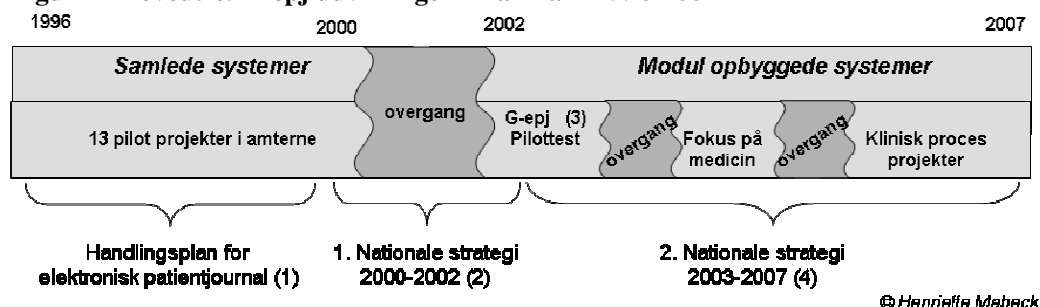 1996
2000
2002
2007
Samlede systemer
Modul opbyggede systemer
overgang
13 pilot projekter i amterne
G-epj (3)
Pilottest
overgang
Fokus på
medicin
overgang
Klinisk proces
projekter
Handlingsplan for
elektronisk patientjournal (1)
1. Nationale strategi
2000-2002 (2)
2. Nationale strategi
2003-2007 (4)
© Henriette Mabeck